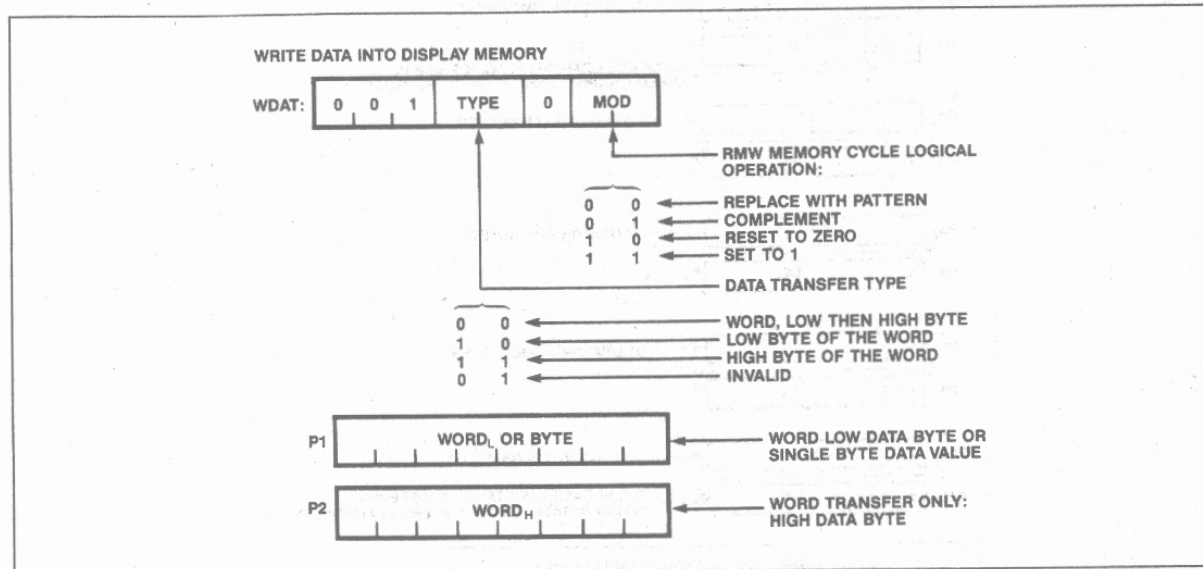 WRITE DATA INTO DISPLAY MEMORY
WDAT: 0 0 1 TYPE 0 MOD
RMW MEMORY CYCLE LOGICAL
OPERATION:
0 0 REPLACE WITH PATTERN
0 1 COMPLEMENT
1 0 RESET TO ZERO
1 1 SET TO 1
DATA TRANSFER TYPE
0 0 WORD, LOW THEN HIGH BYTE
1 0 LOW BYTE OF THE WORD
1 1 HIGH BYTE OF THE WORD
0 1 INVALID
P1 WORDL OR BYTE WORD LOW DATA BYTE OR
SINGLE BYTE DATA VALUE
P2 WORDH WORD TRANSFER ONLY:
HIGH DATA BYTE